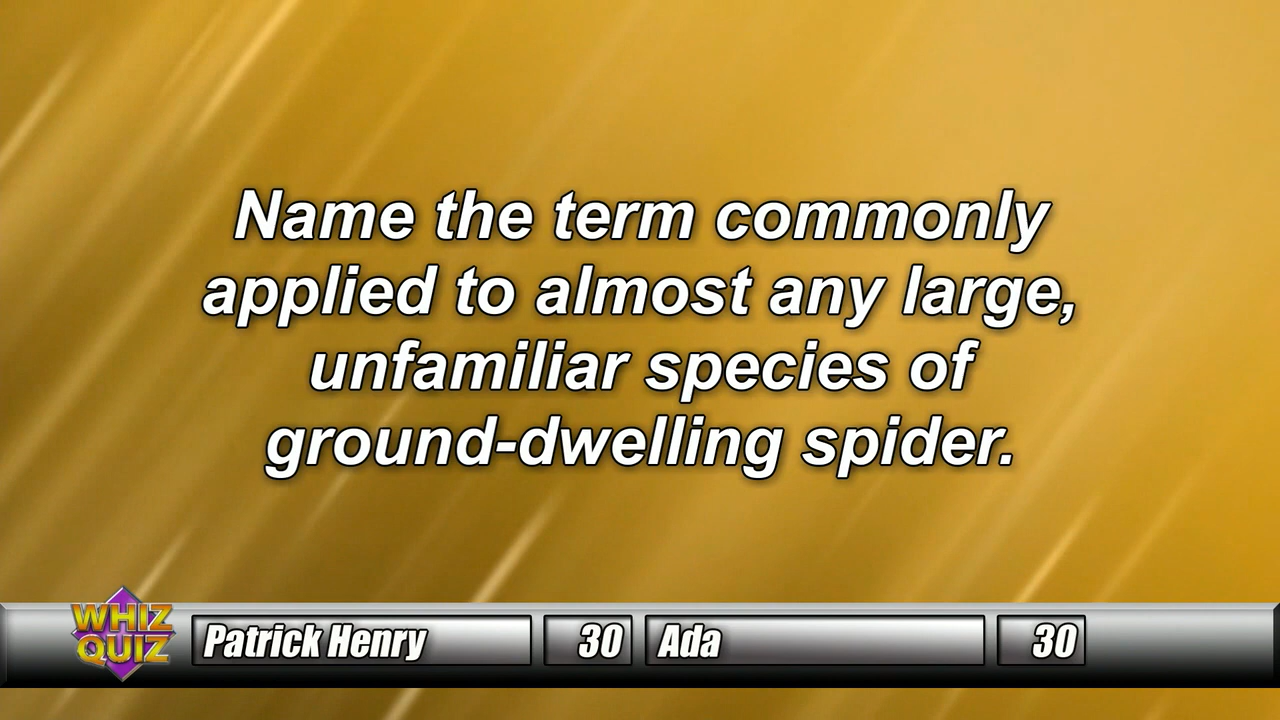 Name the term commonly
applied to almost any large,
unfamiliar species of
ground-dwelling spider.
WHIZ
QUIZ
Patrick Henry 30 Ada 30